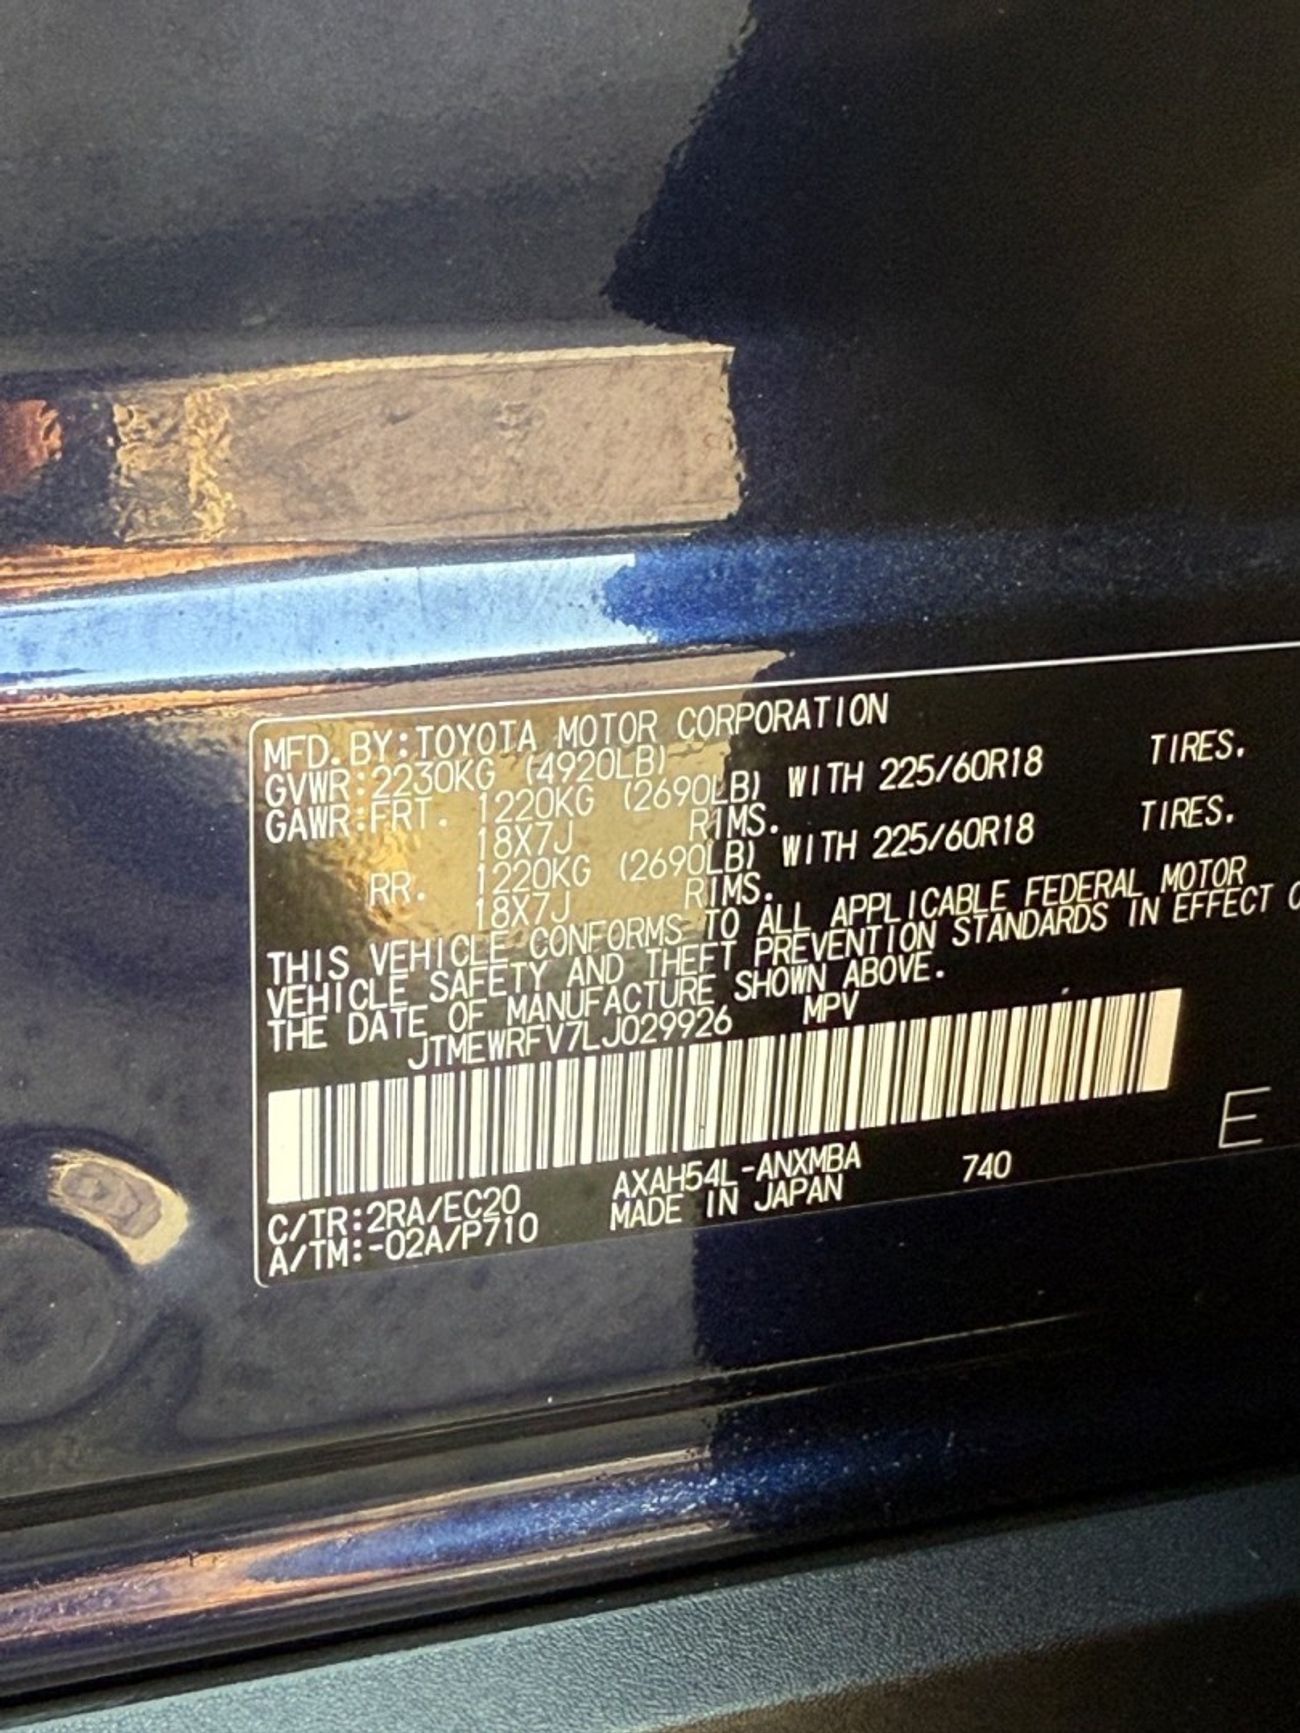 MFD. BY:TOYOTA MOTOR CORPORATION
GVWR:2230KG (4920LB)
GAWR:FRT. 1220KG (2690LB) WITH 225/60R18 TIRES.
18X7J RIMS.
RR. 1220KG (2690LB) WITH 225/60R18 TIRES.
18X7J RIMS.
THIS VEHICLE CONFORMS TO ALL APPLICABLE FEDERAL MOTOR
VEHICLE SAFETY AND THEFT PREVENTION STANDARDS IN EFFECT
THE DATE OF MANUFACTURE SHOWN ABOVE.
JTMEWRFV7LJ029926 MPV
E
C/TR:2RA/EC20 AXAH54L-ANXMBA 740
A/TM:-02A/P710 MADE IN JAPAN